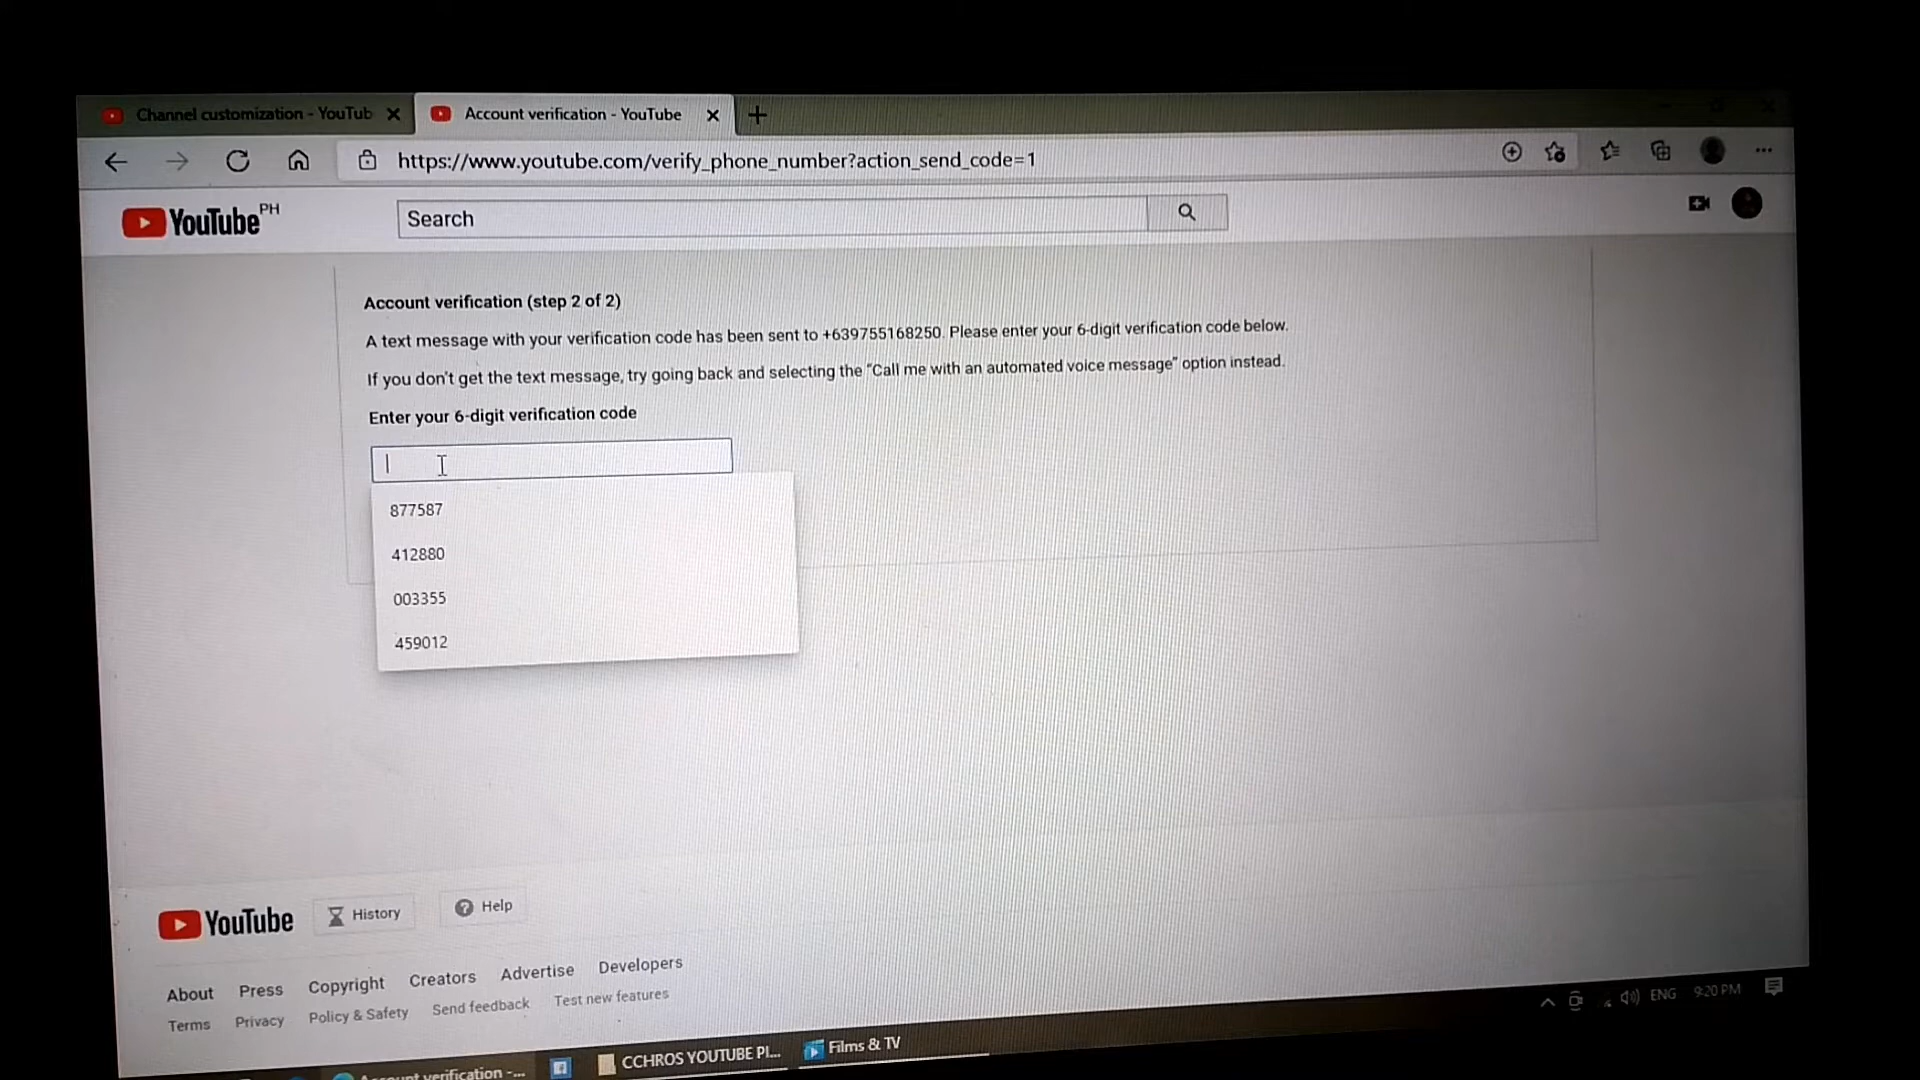 Channel customization - YouTub
Account verification - YouTube
https://www.youtube.com/verify_phone_number?action_send_code=1
YouTube PH
Search
Account verification (step 2 of 2)
A text message with your verification code has been sent to +639755168250. Please enter your 6-digit verification code below.
If you don't get the text message, try going back and selecting the "Call me with an automated voice message" option instead.
Enter your 6-digit verification code
877587
412880
003355
459012
YouTube
History
Help
About Press Copyright Creators Advertise Developers
Terms Privacy Policy & Safety Send feedback Test new features
ENG 9:20 PM
Account verification -...
CCHROS YOUTUBE PI...
Films & TV